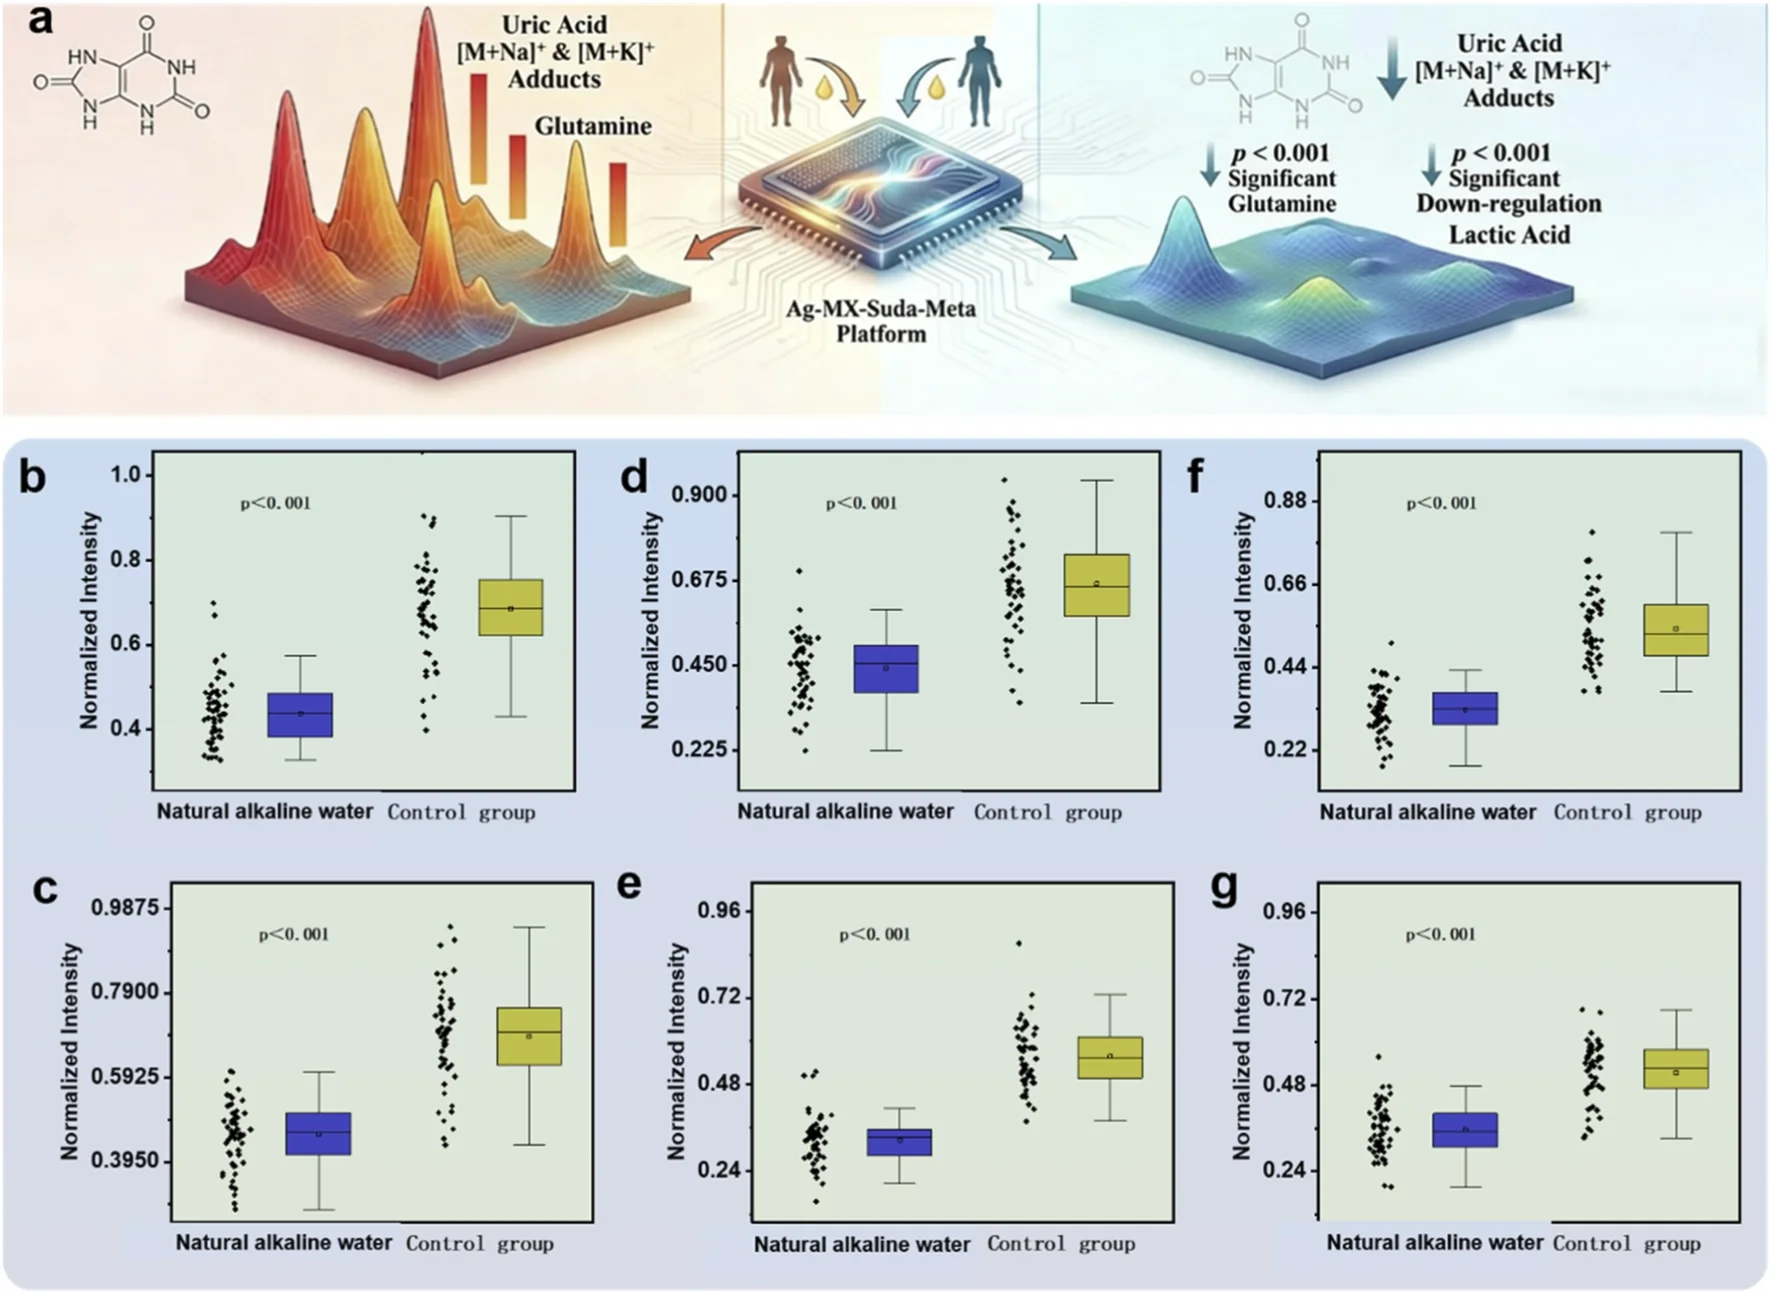 a
O
HN
NH
O
N
H
N
H
O
Uric Acid
[M+Na]⁺ & [M+K]⁺
Adducts
Glutamine
Ag-MX-Suda-Meta
Platform
O
HN
NH
O
N
H
N
H
O
Uric Acid
[M+Na]⁺ & [M+K]⁺
Adducts
p < 0.001
Significant
Glutamine
p < 0.001
Significant
Down-regulation
Lactic Acid
b
Normalized Intensity
1.0
0.8
0.6
0.4
p<0.001
Natural alkaline water Control group
d
Normalized Intensity
0.900
0.675
0.450
0.225
p<0.001
Natural alkaline water Control group
f
Normalized Intensity
0.88
0.66
0.44
0.22
p<0.001
Natural alkaline water Control group
c
Normalized Intensity
0.9875
0.7900
0.5925
0.3950
p<0.001
Natural alkaline water Control group
e
Normalized Intensity
0.96
0.72
0.48
0.24
p<0.001
Natural alkaline water Control group
g
Normalized Intensity
0.96
0.72
0.48
0.24
p<0.001
Natural alkaline water Control group